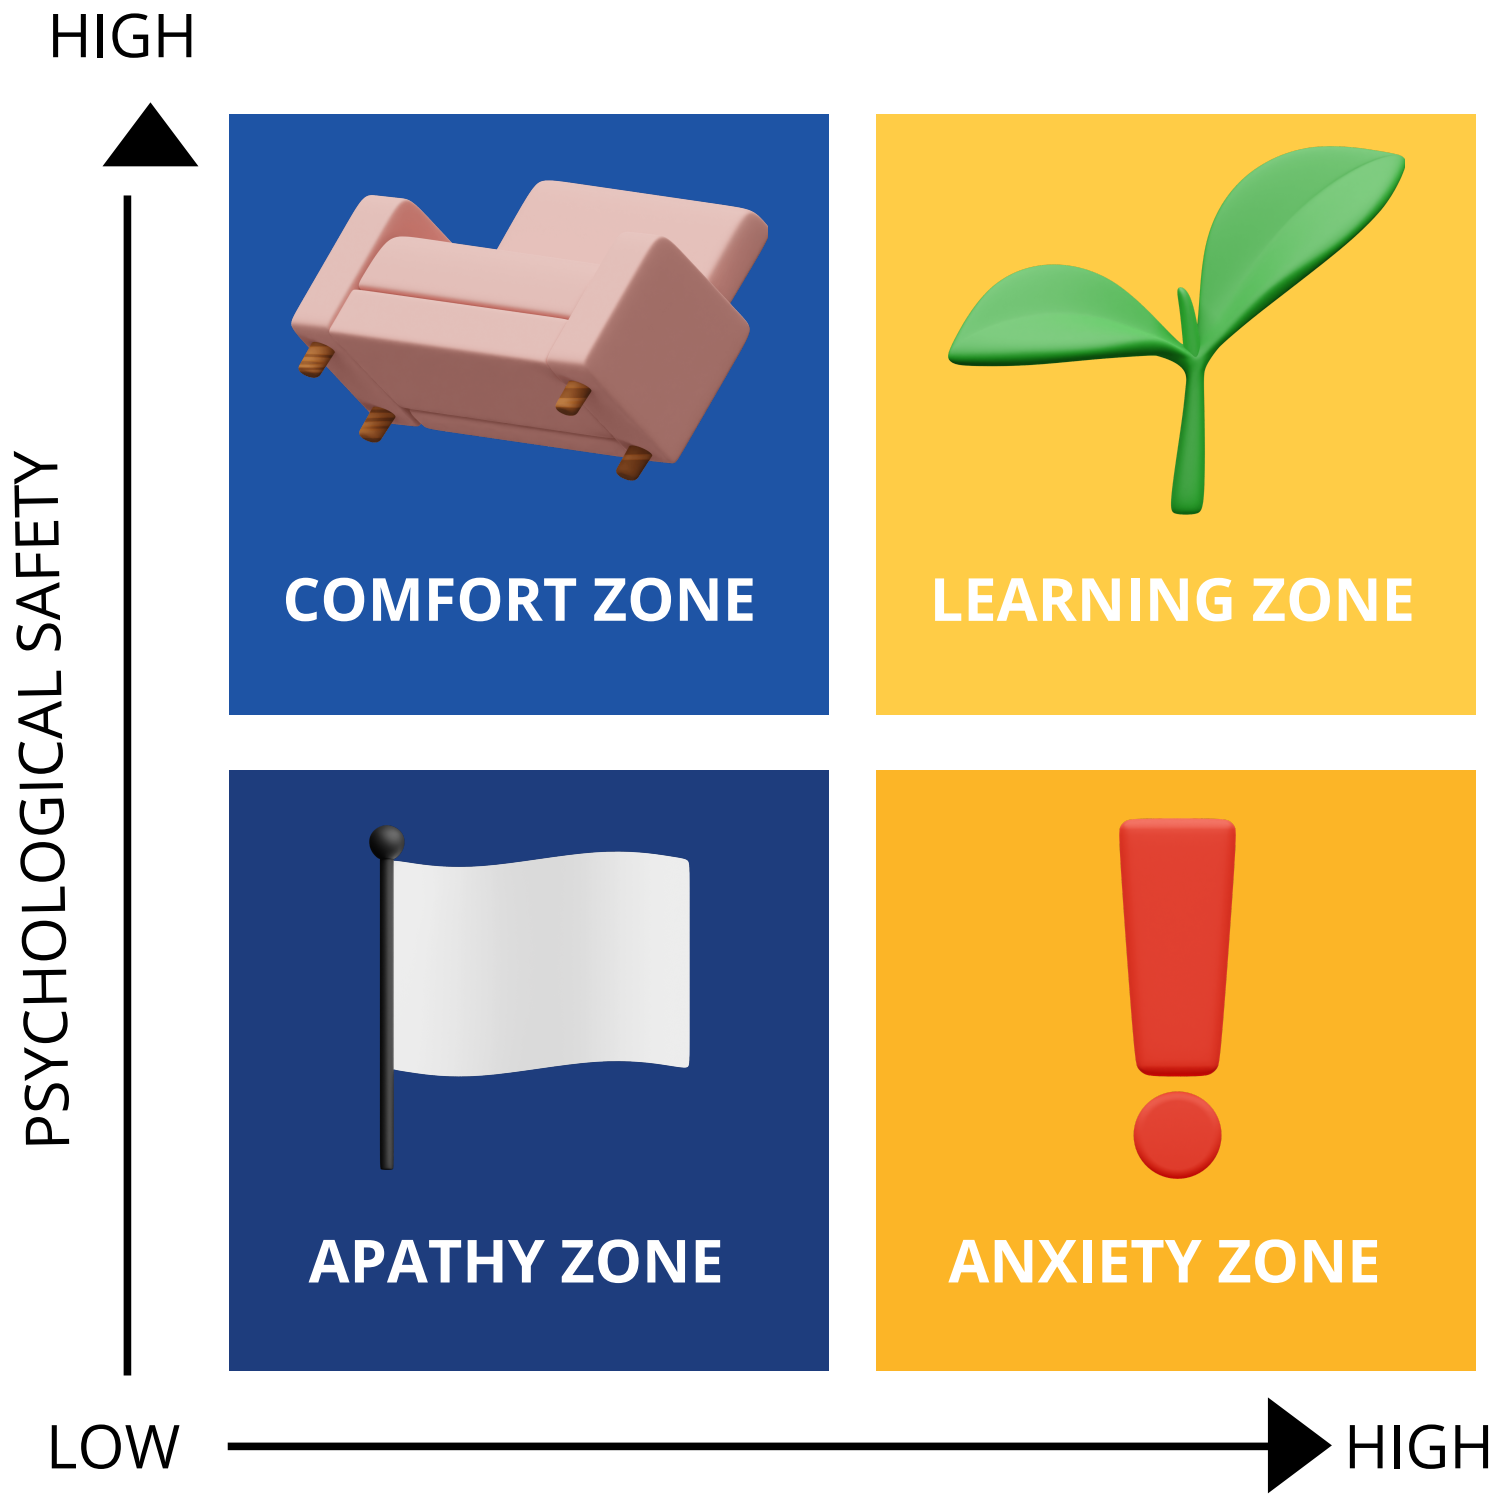 HIGH
COMFORT ZONE
LEARNING ZONE
PSYCHOLOGICAL SAFETY
APATHY ZONE
ANXIETY ZONE
LOW
HIGH